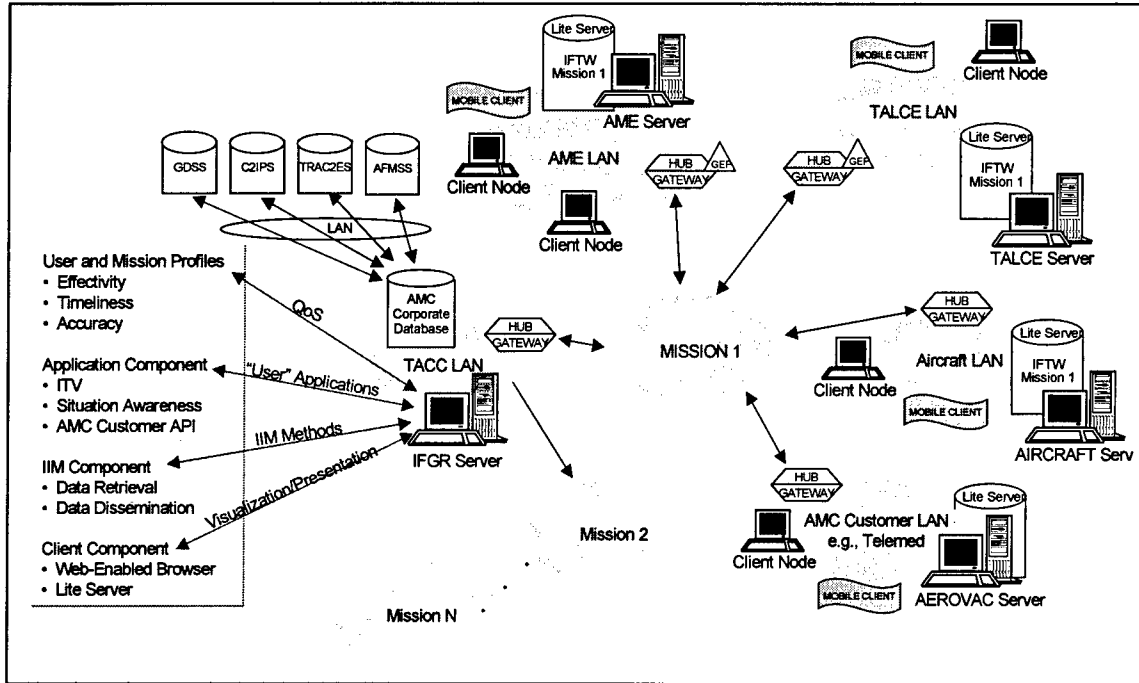 Lite Server
IFTW
Mission 1
MOBILE CLIENT
AME Server
AME LAN
Client Node
Client Node
HUB
GATEWAY
GEP
MOBILE CLIENT
Client Node
TALCE LAN
HUB
GATEWAY
GEP
Lite Server
IFTW
Mission 1
TALCE Server
GDSS
C2IPS
TRAC2ES
AFMSS
LAN
User and Mission Profiles
• Effectivity
• Timeliness
• Accuracy
QoS
AMC
Corporate
Database
TACC LAN
HUB
GATEWAY
MISSION 1
HUB
GATEWAY
Aircraft LAN
Client Node
MOBILE CLIENT
Lite Server
IFTW
Mission 1
AIRCRAFT Serv
Application Component
• ITV
• Situation Awareness
• AMC Customer API
"User" Applications
IIM Methods
IFGR Server
IIM Component
• Data Retrieval
• Data Dissemination
Visualization/Presentation
Client Component
• Web-Enabled Browser
• Lite Server
Mission 2
Mission N
HUB
GATEWAY
Client Node
AMC Customer LAN
e.g., Telemed
MOBILE CLIENT
Lite Server
AEROVAC Server